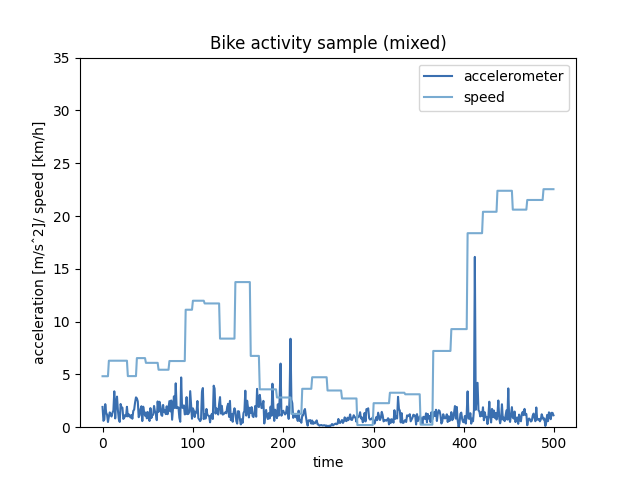 Bike activity sample (mixed)
accelerometer
speed
acceleration [m/s^2]/ speed [km/h]
35
30
25
20
15
10
5
0
0 100 200 300 400 500
time